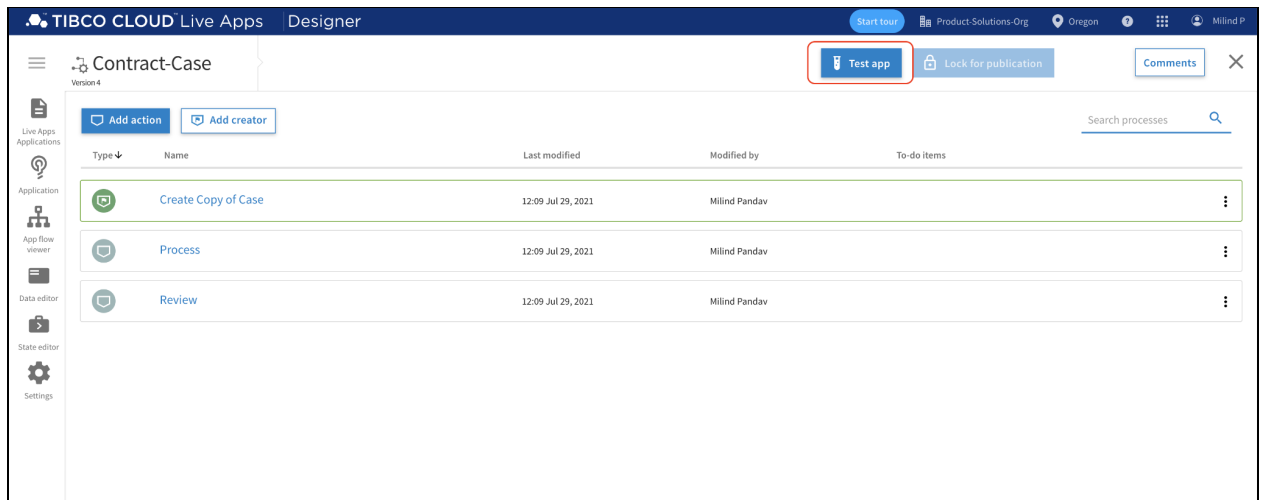 TIBCO CLOUD™ Live Apps | Designer Start tour Product-Solutions-Org Oregon ? Milind P
Contract-Case Test app Lock for publication Comments
Version 4
Add action Add creator Search processes
Type Name Last modified Modified by To-do items
Create Copy of Case 12:09 Jul 29, 2021 Milind Pandav
Process 12:09 Jul 29, 2021 Milind Pandav
Review 12:09 Jul 29, 2021 Milind Pandav
Live Apps
Applications
Application
App flow
viewer
Data editor
State editor
Settings